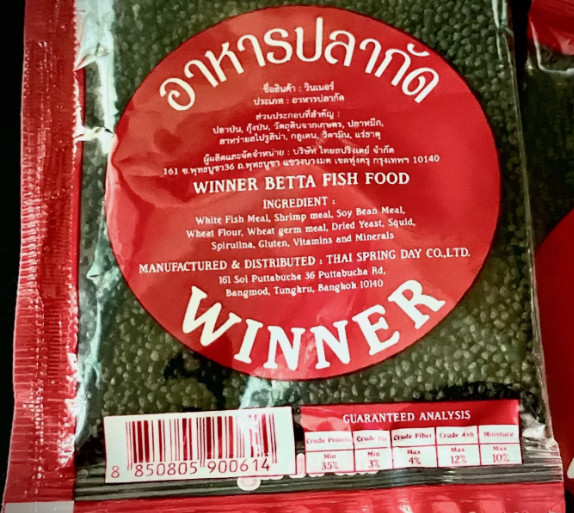 อาหารปลากัด
ชื่อสินค้า : วินเนอร์
ประเภท : อาหารปลากัด
ส่วนประกอบที่สำคัญ :
ปลาป่น, กุ้งป่น, วัตถุดิบจากเกษตร, ปลาหมึก,
สาหร่ายสไปรูลิน่า, กลูเตน, วิตามิน, แร่ธาตุ
ผู้ผลิตและจัดจำหน่าย : บริษัท ไทยสปริงเดย์ จำกัด
161 ซ.พุทธบูชา36 ถ.พุทธบูชา แขวงบางมด เขตทุ่งครุ กรุงเทพฯ 10140
WINNER BETTA FISH FOOD
INGREDIENT :
White Fish Meal, Shrimp meal, Soy Bean Meal,
Wheat Flour, Wheat germ meal, Dried Yeast, Squid,
Spirulina, Gluten, Vitamins and Minerals
MANUFACTURED & DISTRIBUTED : THAI SPRING DAY CO.,LTD.
161 Soi Puttabucha 36 Puttabucha Rd,
Bangmod, Tungkru, Bangkok 10140
WINNER
GUARANTEED ANALYSIS
Crude Protein Crude Fat Crude Fiber Crude Ash Moisture
Min Min Max Max Max
35% 3% 4% 12% 10%
8 850805 900614